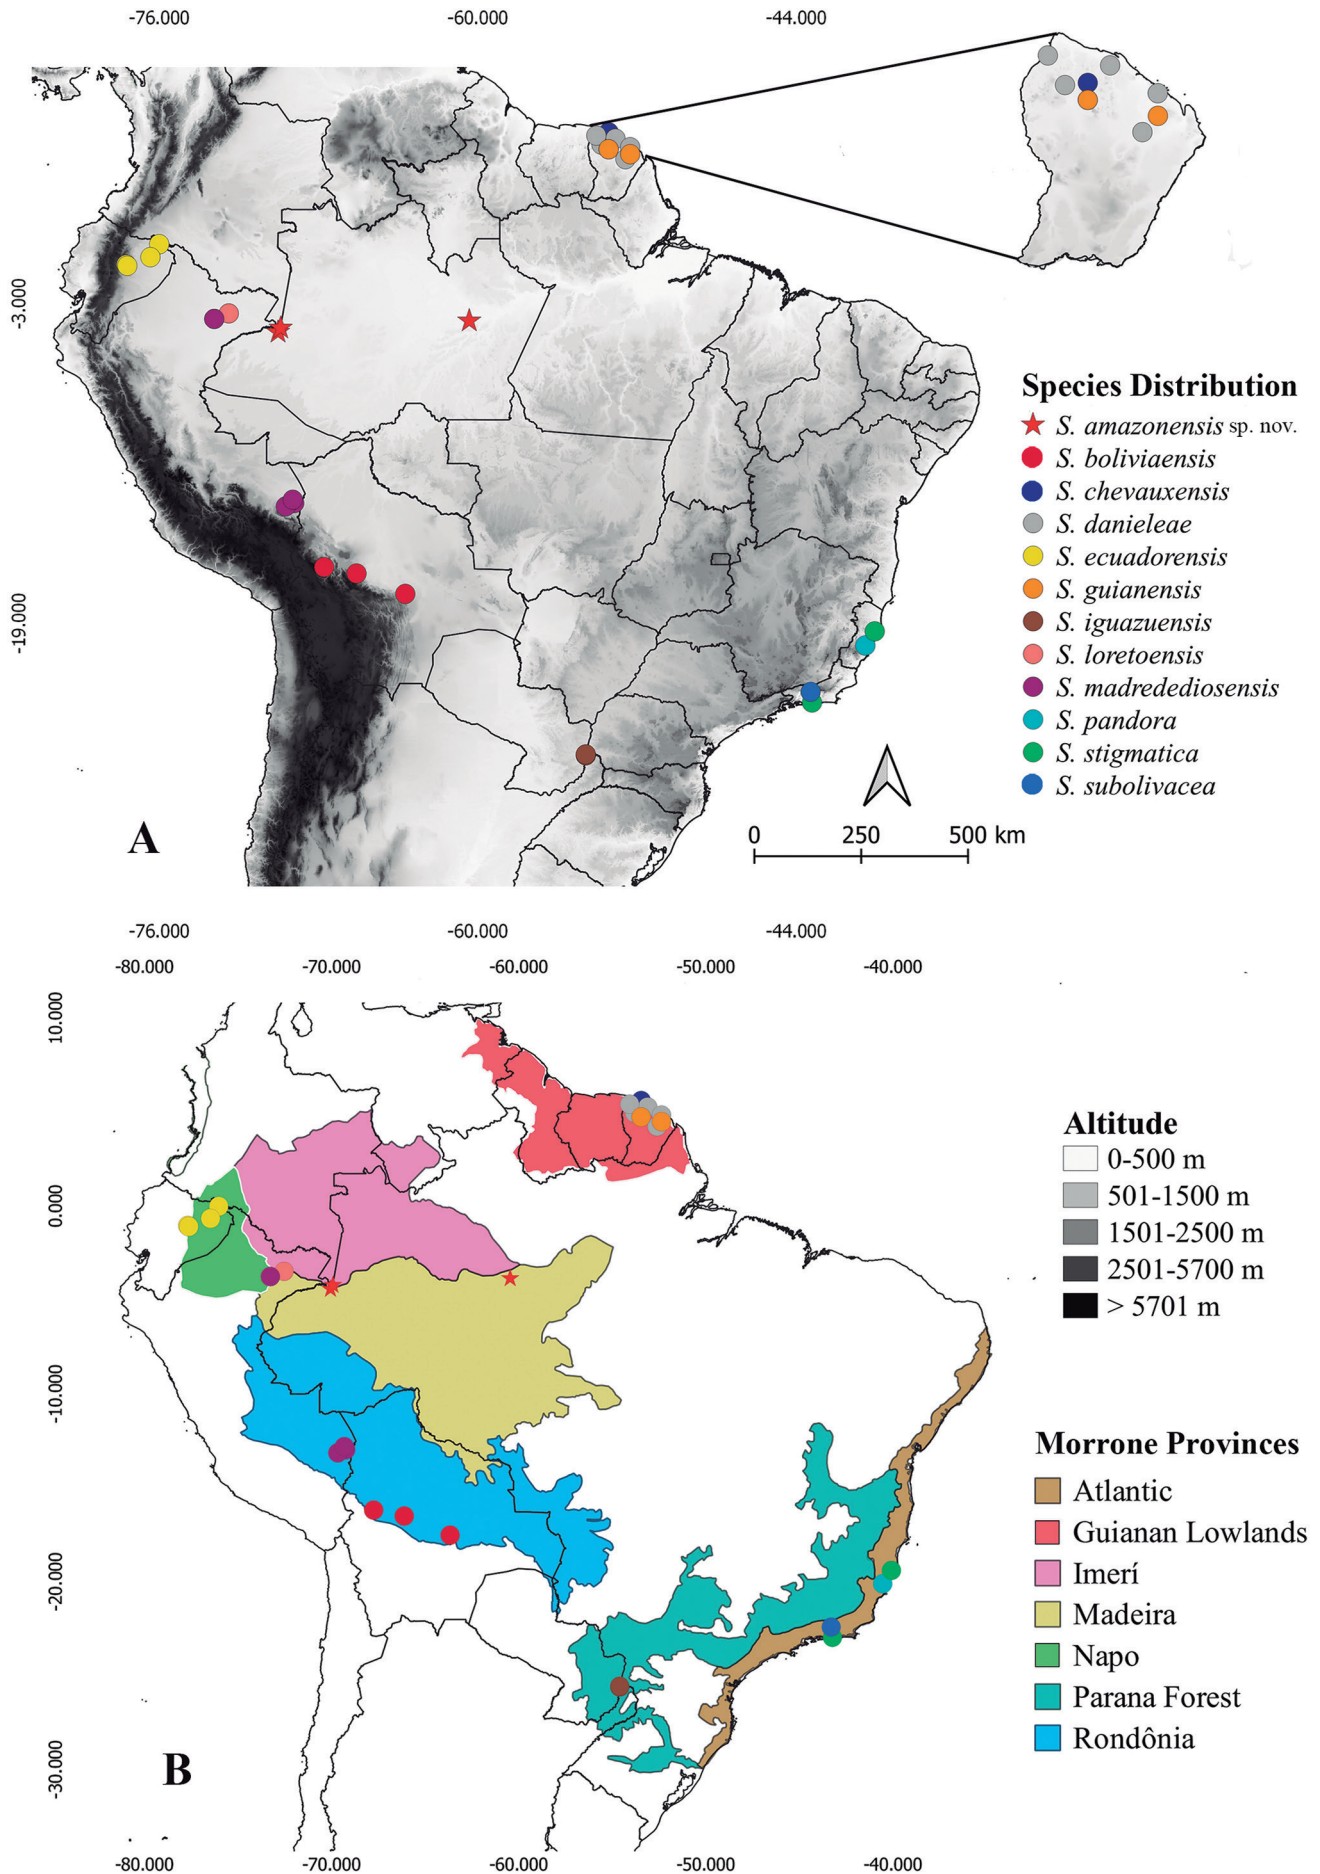 -76.000 -60.000 -44.000
-3.000
-19.000
Species Distribution
S. amazonensis sp. nov.
S. boliviaensis
S. chevauxensis
S. danieleae
S. ecuadorensis
S. guianensis
S. iguazuensis
S. loretoensis
S. madredediosensis
S. pandora
S. stigmatica
S. subolivacea
A
0 250 500 km
-76.000 -60.000 -44.000
-80.000 -70.000 -60.000 -50.000 -40.000
10.000
0.000
-10.000
-20.000
-30.000
Altitude
0-500 m
501-1500 m
1501-2500 m
2501-5700 m
> 5701 m
Morrone Provinces
Atlantic
Guianan Lowlands
Imerí
Madeira
Napo
Parana Forest
Rondônia
B
-80.000 -70.000 -60.000 -50.000 -40.000